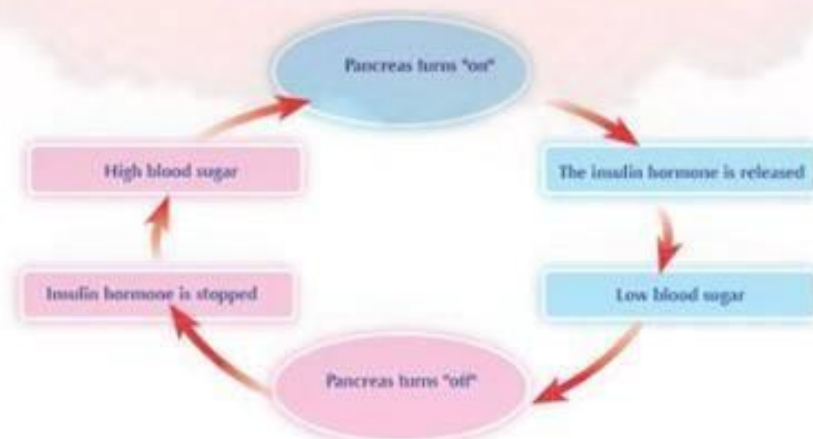 Pancreas turns "on"
High blood sugar
The insulin hormone is released
Insulin hormone is stopped
Low blood sugar
Pancreas turns "off"